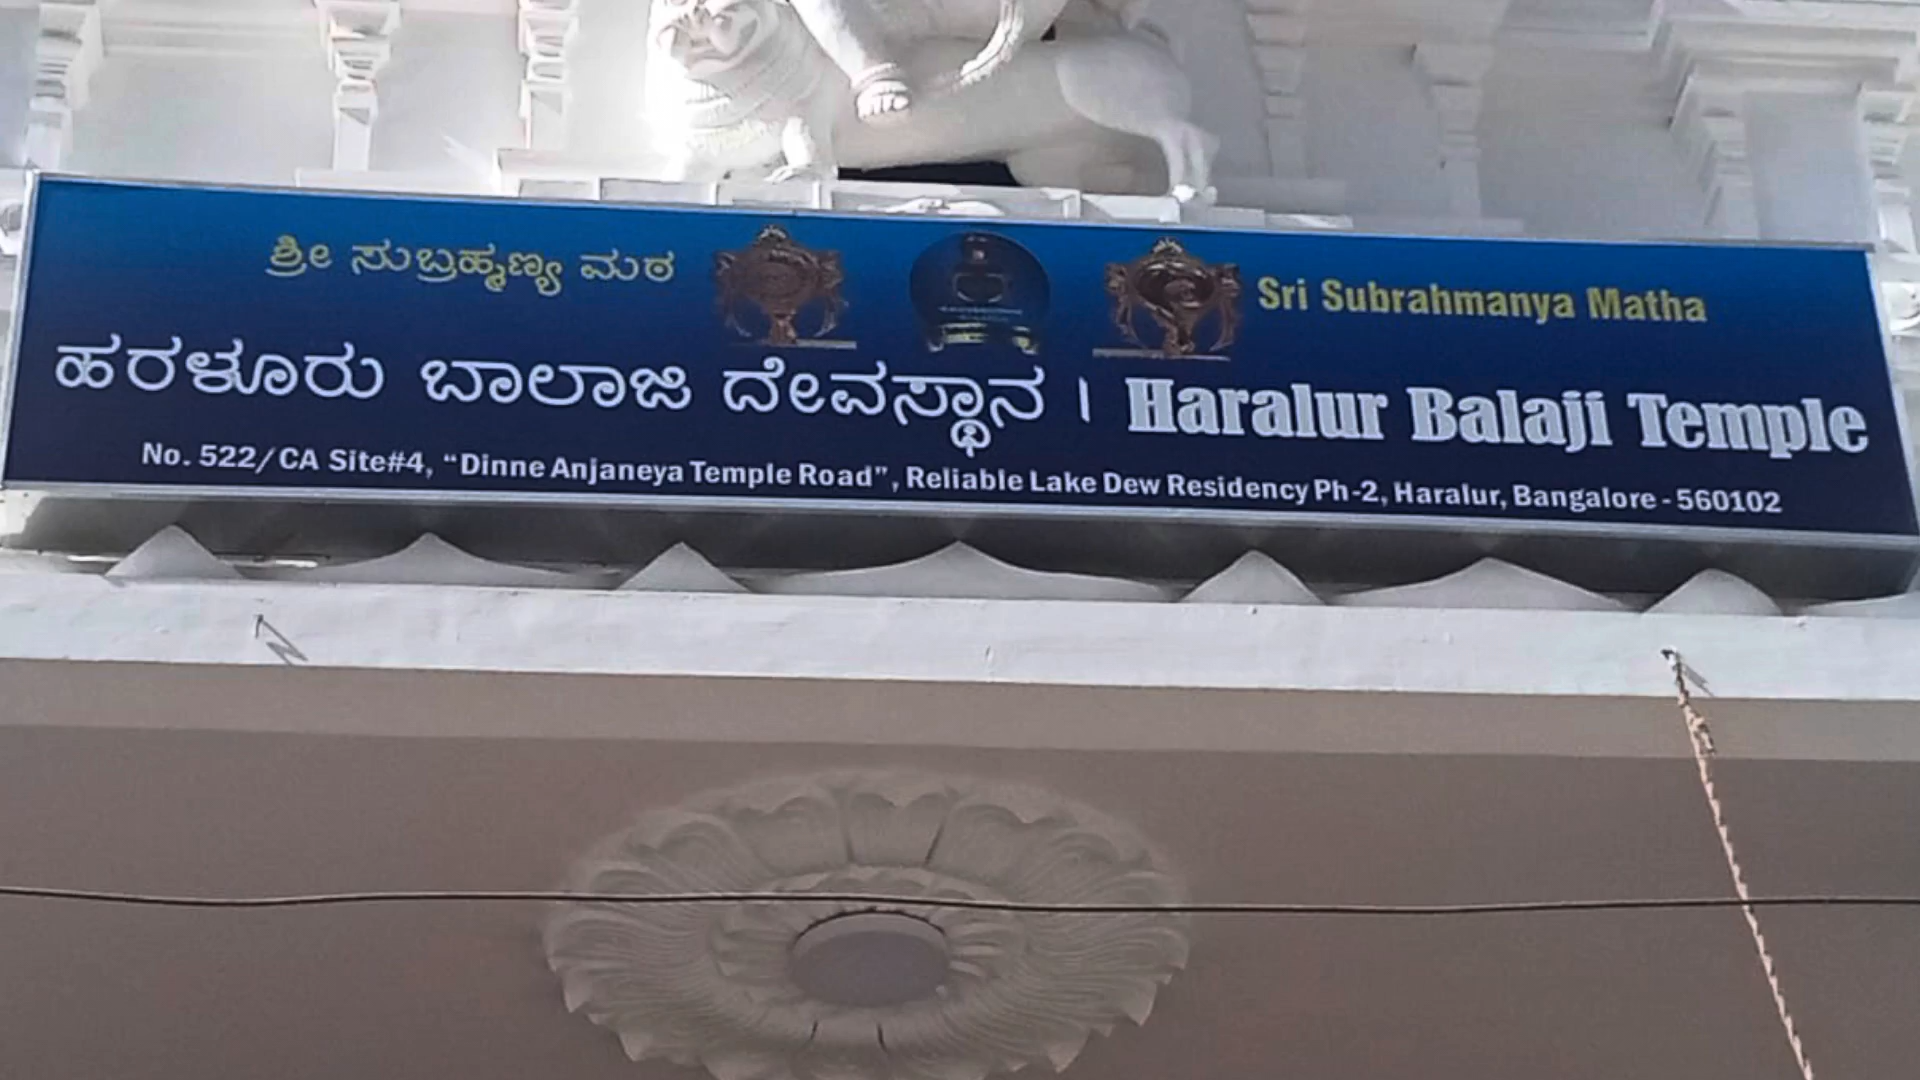 ಶ್ರೀ ಸುಬ್ರಹ್ಮಣ್ಯ ಮಠ Sri Subrahmanya Matha
ಹರಳೂರು ಬಾಲಾಜಿ ದೇವಸ್ಥಾನ | Haralur Balaji Temple
No. 522/ CA Site#4, “Dinne Anjaneya Temple Road”, Reliable Lake Dew Residency Ph-2, Haralur, Bangalore - 560102